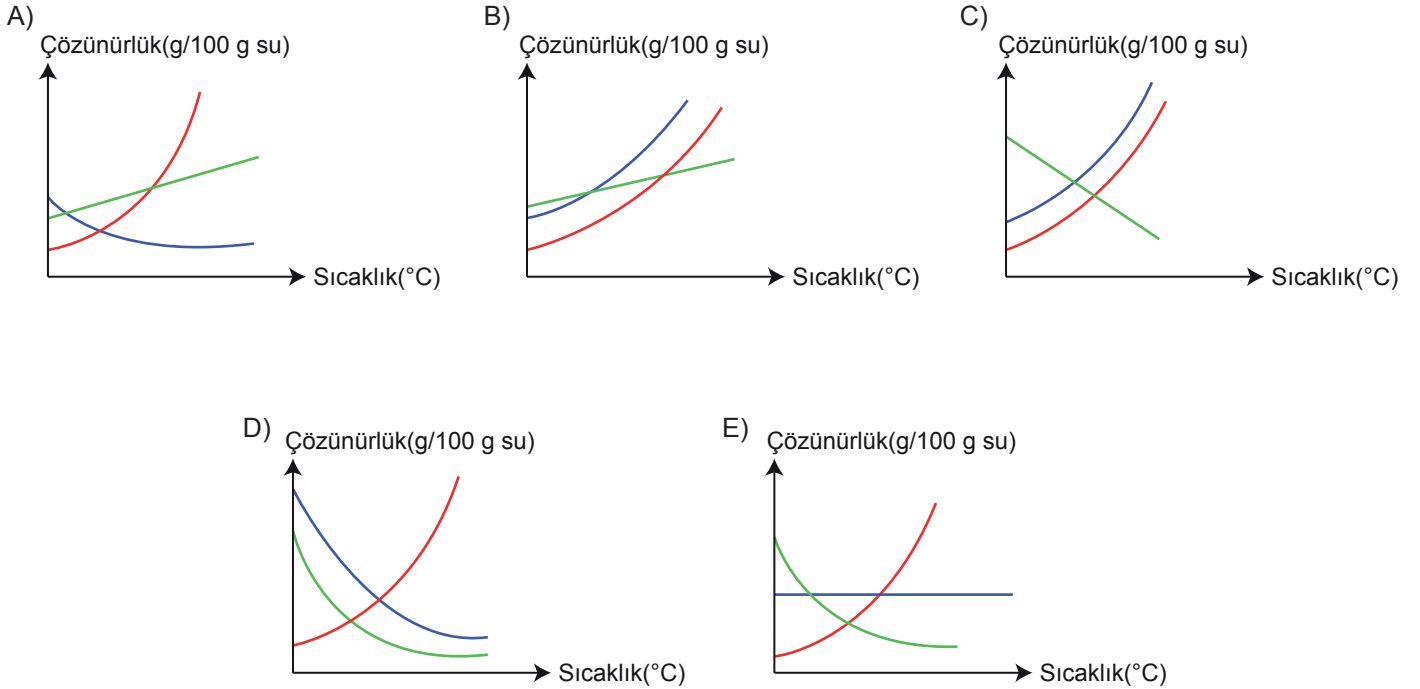 A)
Çözünürlük(g/100 g su)
Sıcaklık(°C)
B)
Çözünürlük(g/100 g su)
Sıcaklık(°C)
C)
Çözünürlük(g/100 g su)
Sıcaklık(°C)
D)
Çözünürlük(g/100 g su)
Sıcaklık(°C)
E)
Çözünürlük(g/100 g su)
Sıcaklık(°C)